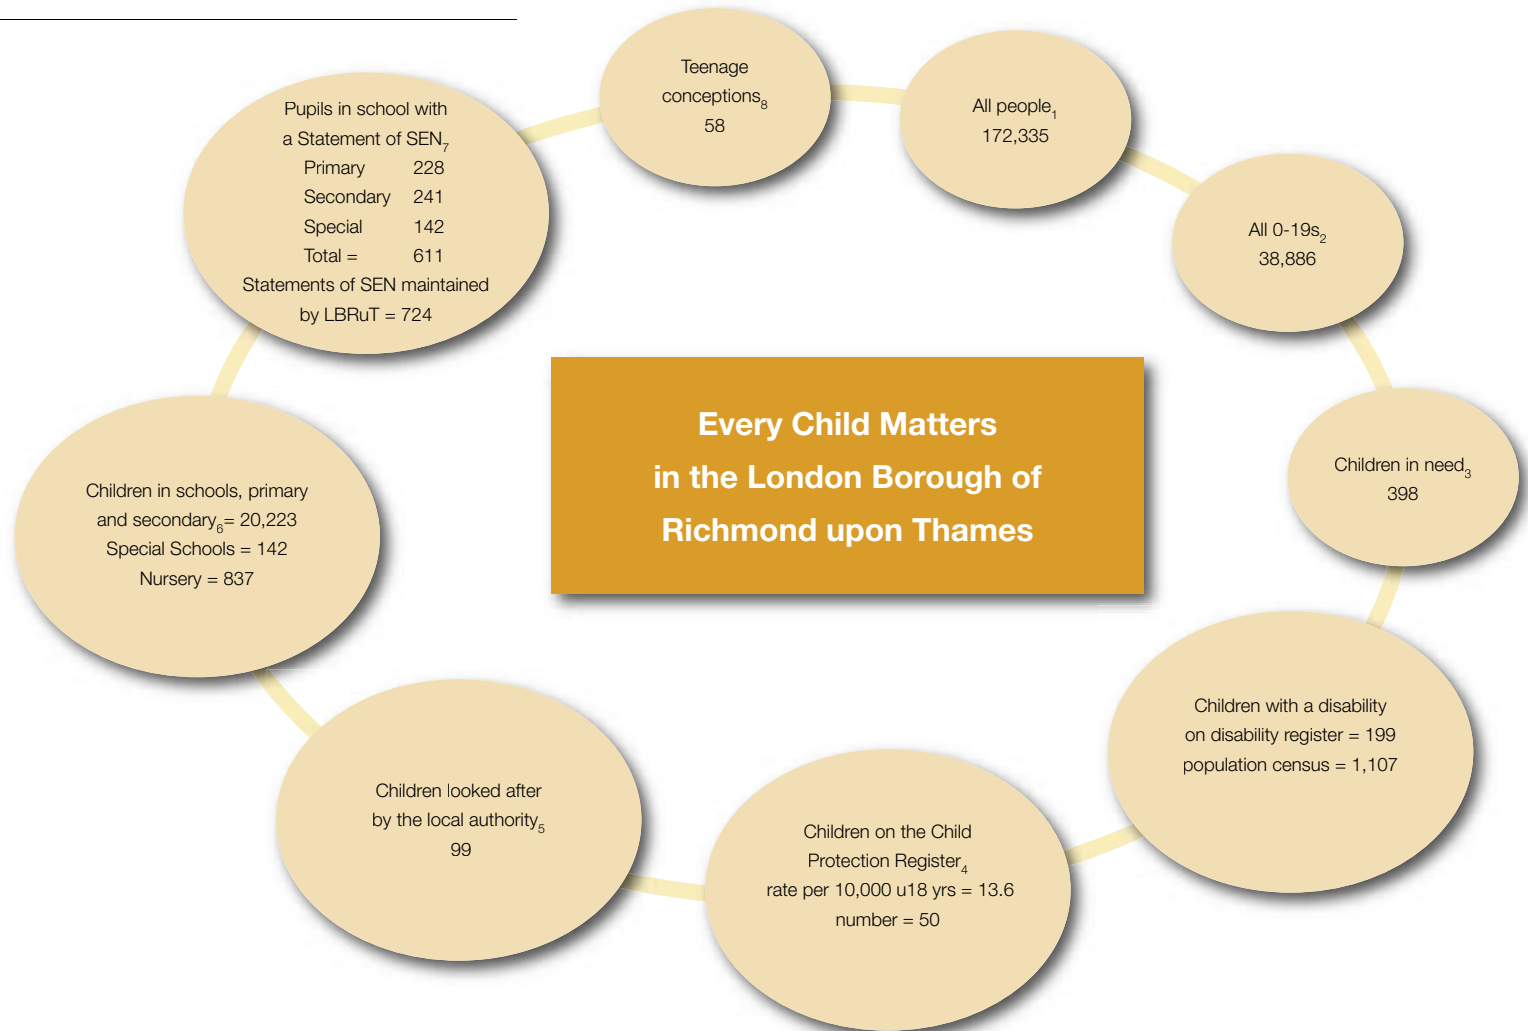 Teenage
conceptions8
58
All people1
172,335
All 0-19s2
38,886
Children in need3
398
Children with a disability
on disability register = 199
population census = 1,107
Children on the Child
Protection Register4
rate per 10,000 u18 yrs = 13.6
number = 50
Children looked after
by the local authority5
99
Children in schools, primary
and secondary6= 20,223
Special Schools = 142
Nursery = 837
Pupils in school with
a Statement of SEN7
Primary 228
Secondary 241
Special 142
Total = 611
Statements of SEN maintained
by LBRuT = 724
Every Child Matters
in the London Borough of
Richmond upon Thames